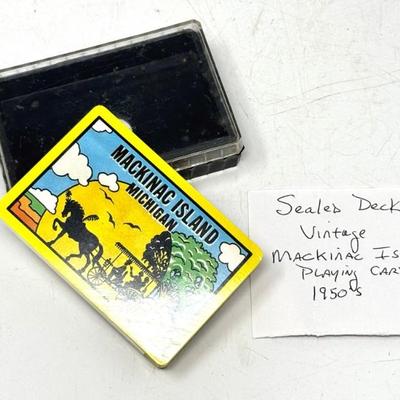 MACKINAC ISLAND
MICHIGAN
Sealed Deck
Vintage
MACKINAC IS
PLAYING CAR
1950's